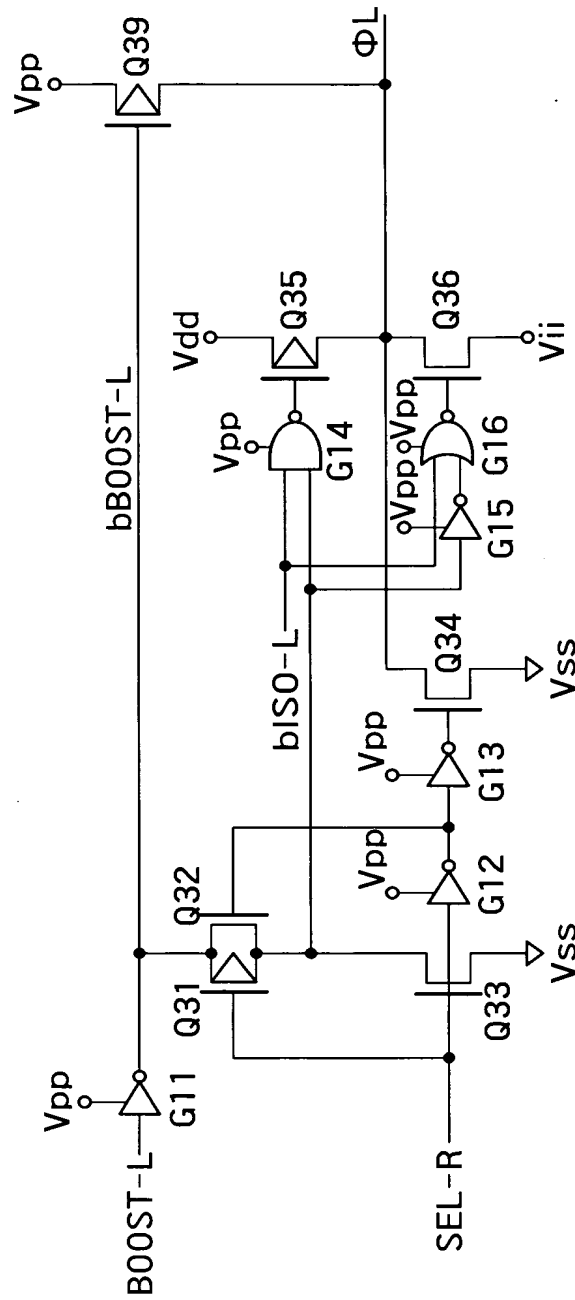 Vpp
Q39
bBOOST-L
ΦL
Vdd
Q35
Vpp
G14
bISO-L
Vpp
Vpp
Q36
G16
G15
Vii
Q32
Q31
Vpp
Q34
G13
Vpp
G12
Vss
Vpp
G11
BOOST-L
Q33
Vss
SEL-R